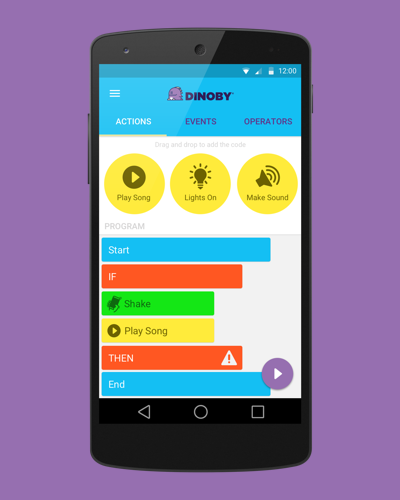 12:00
DINOBY
ACTIONS EVENTS OPERATORS
Drag and drop to add the code
Play Song Lights On Make Sound
PROGRAM
Start
IF
Shake
Play Song
THEN
End